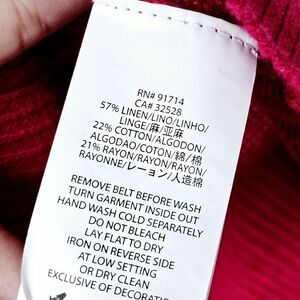 RN# 91714
CA# 32528
57% LINEN/LINO/LINHO/
LINGE/麻/亚麻
22% COTTON/ALGODON/
ALGODAO/COTON/綿/棉
21% RAYON/RAYON/RAYON/
RAYONNE/レーョン/人造棉
REMOVE BELT BEFORE WASH
TURN GARMENT INSIDE OUT
HAND WASH COLD SEPARATELY
DO NOT BLEACH
LAY FLAT TO DRY
IRON ON REVERSE SIDE
AT LOW SETTING
OR DRY CLEAN
EXCLUSIVE OF DECORATIO